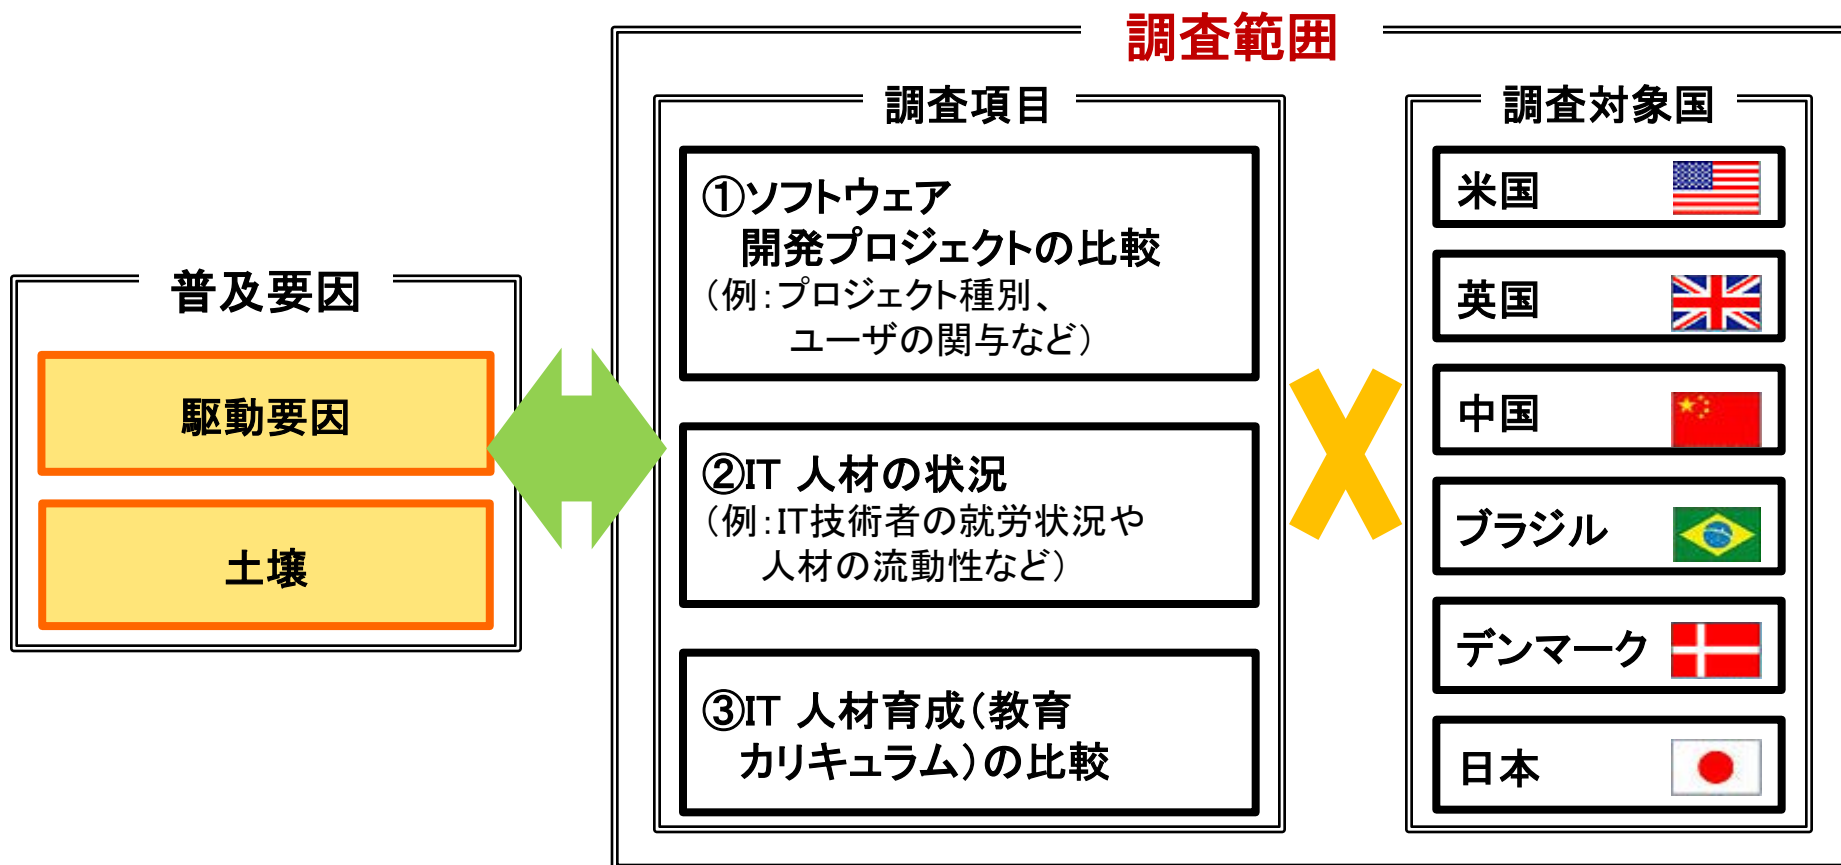 調査範囲
普及要因
駆動要因
土壌
調査項目
①ソフトウェア
開発プロジェクトの比較
（例：プロジェクト種別、
ユーザの関与など）
②IT 人材の状況
（例：IT技術者の就労状況や
人材の流動性など）
③IT 人材育成（教育
カリキュラム）の比較
調査対象国
米国
英国
中国
ブラジル
デンマーク
日本